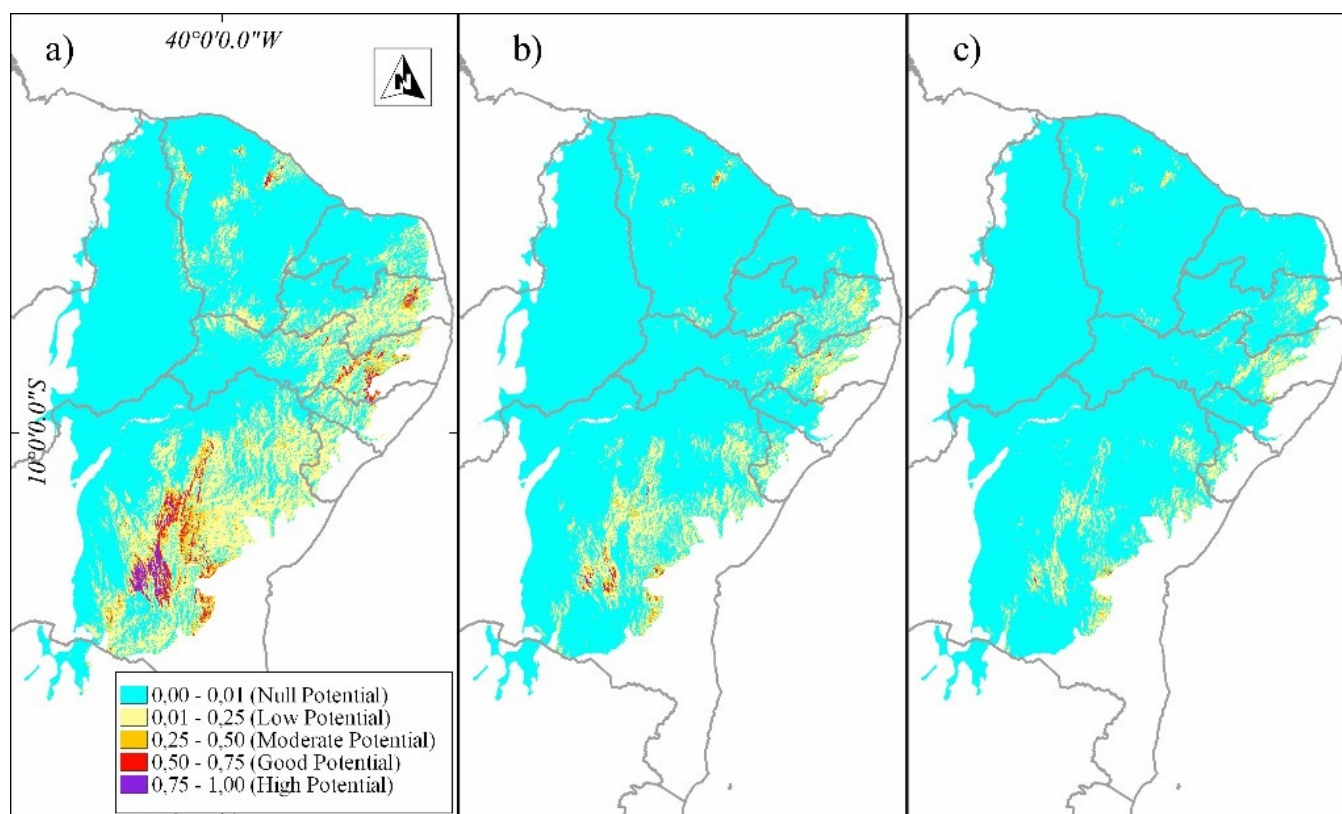 a)
40°0'0.0"W
N
b)
c)
10°0'0.0"S
0,00 - 0,01 (Null Potential)
0,01 - 0,25 (Low Potential)
0,25 - 0,50 (Moderate Potential)
0,50 - 0,75 (Good Potential)
0,75 - 1,00 (High Potential)